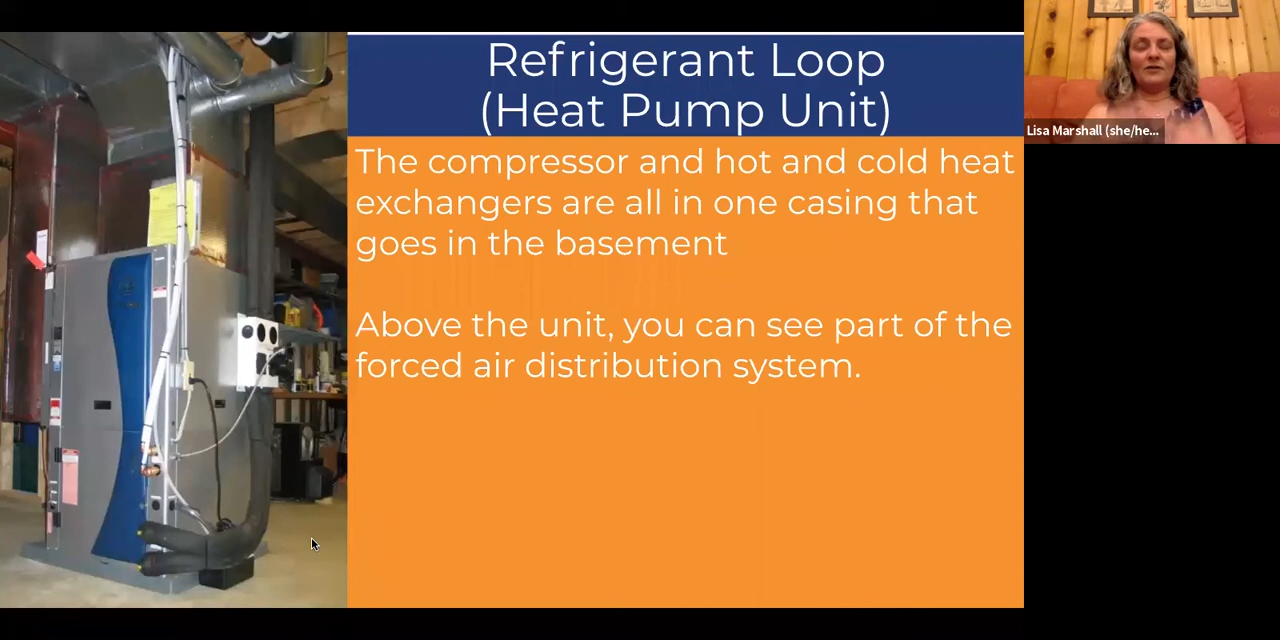 Refrigerant Loop
(Heat Pump Unit)
The compressor and hot and cold heat
exchangers are all in one casing that
goes in the basement
Above the unit, you can see part of the
forced air distribution system.
Lisa Marshall (she/he...